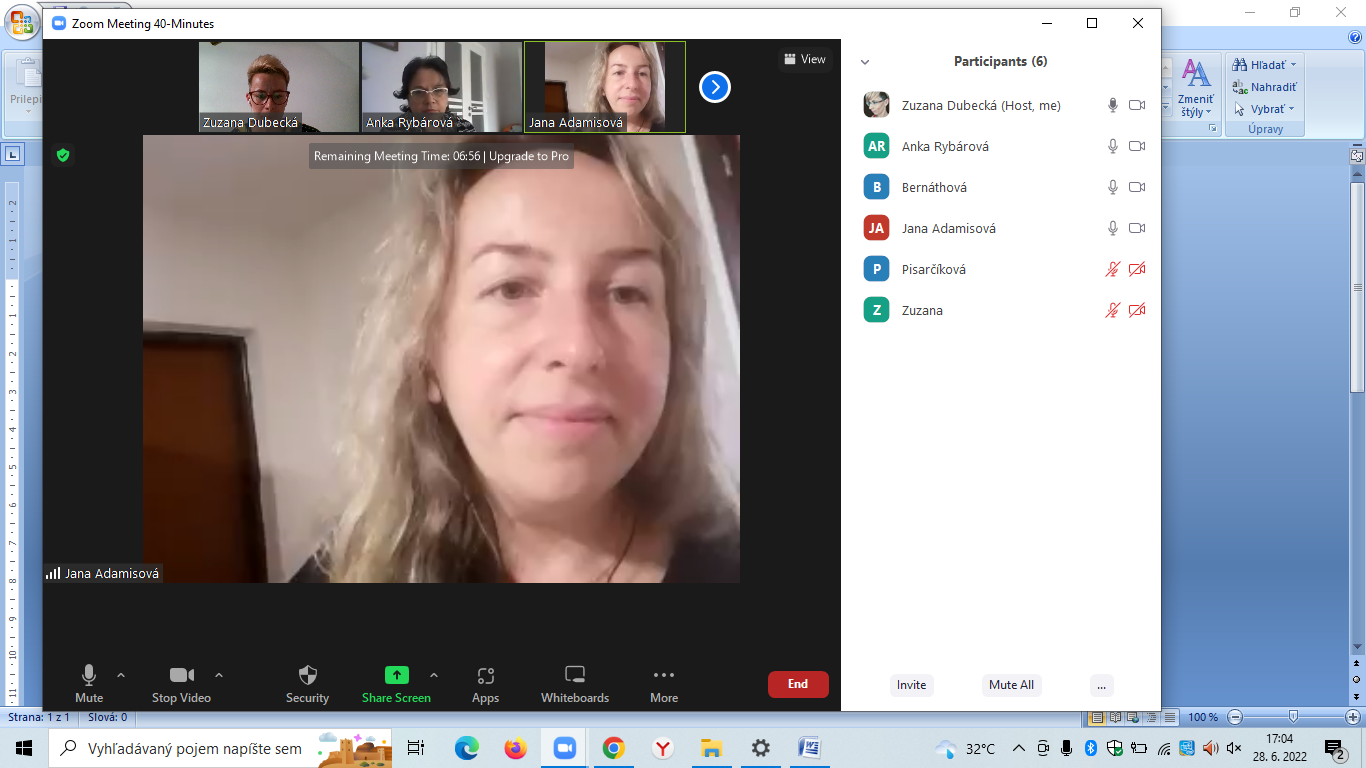 Zoom Meeting 40-Minutes
Zuzana Dubecká
Anka Rybárová
Jana Adamisová
View
Remaining Meeting Time: 06:56 | Upgrade to Pro
Jana Adamisová
Mute
Stop Video
Security
Share Screen
Apps
Whiteboards
More
End
Participants (6)
Zuzana Dubecká (Host, me)
AR Anka Rybárová
B Bernáthová
JA Jana Adamisová
P Pisarčíková
Z Zuzana
Invite
Mute All
...
Prilepi
Zmeniť
štýly
Hľadať
Nahradiť
Vybrať
Úpravy
Strana: 1 z 1
Slová: 0
100 %
Vyhľadávaný pojem napíšte sem
32°C
17:04
28. 6. 2022
2